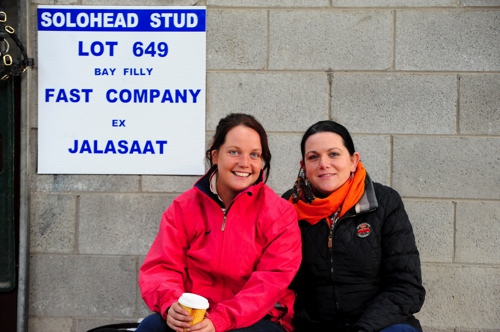 SOLOHEAD STUD
LOT 649
BAY FILLY
FAST COMPANY
EX
JALASAAT